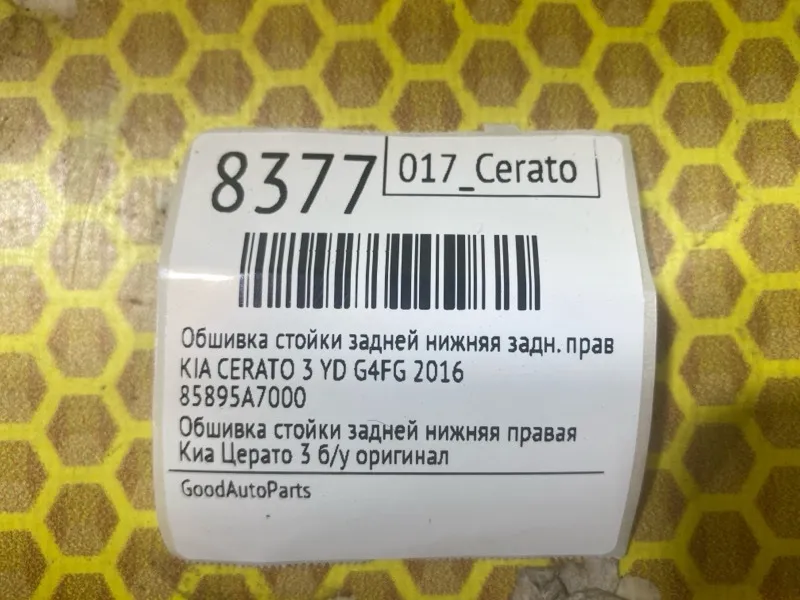 8377
017_Cerato
Обшивка стойки задней нижняя задн. прав
KIA CERATO 3 YD G4FG 2016
85895A7000
Обшивка стойки задней нижняя правая
Киа Церато 3 б/у оригинал
GoodAutoParts